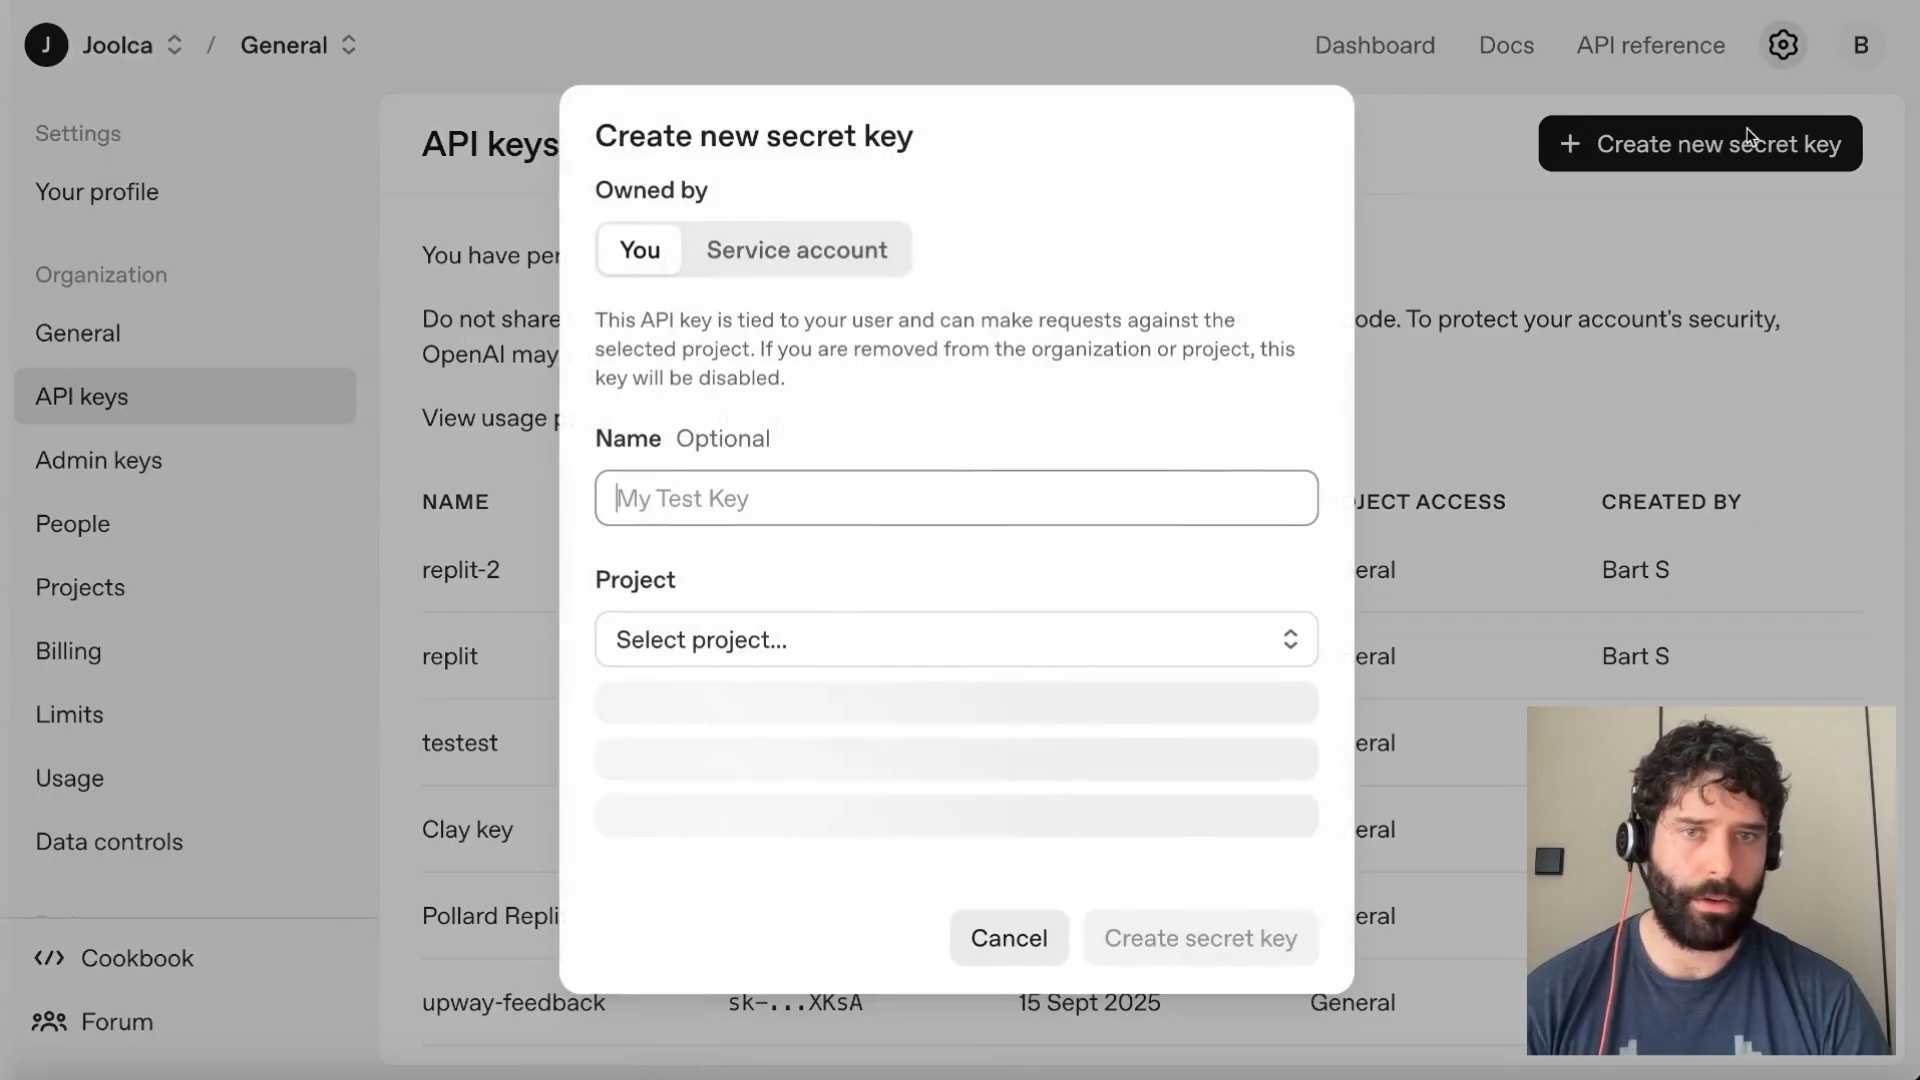 J Joolca / General
Dashboard Docs API reference B
Settings
Your profile
Organization
General
API keys
Admin keys
People
Projects
Billing
Limits
Usage
Data controls
Cookbook
Forum
API keys
+ Create new secret key
You have per
Do not share
ode. To protect your account's security,
OpenAI may
View usage p
NAME
JECT ACCESS
CREATED BY
replit-2
eral
Bart S
replit
eral
Bart S
testest
eral
Clay key
eral
Pollard Repli
eral
upway-feedback
sk-...XKsA
15 Sept 2025
General
Create new secret key
Owned by
You
Service account
This API key is tied to your user and can make requests against the
selected project. If you are removed from the organization or project, this
key will be disabled.
Name Optional
My Test Key
Project
Select project...
Cancel
Create secret key